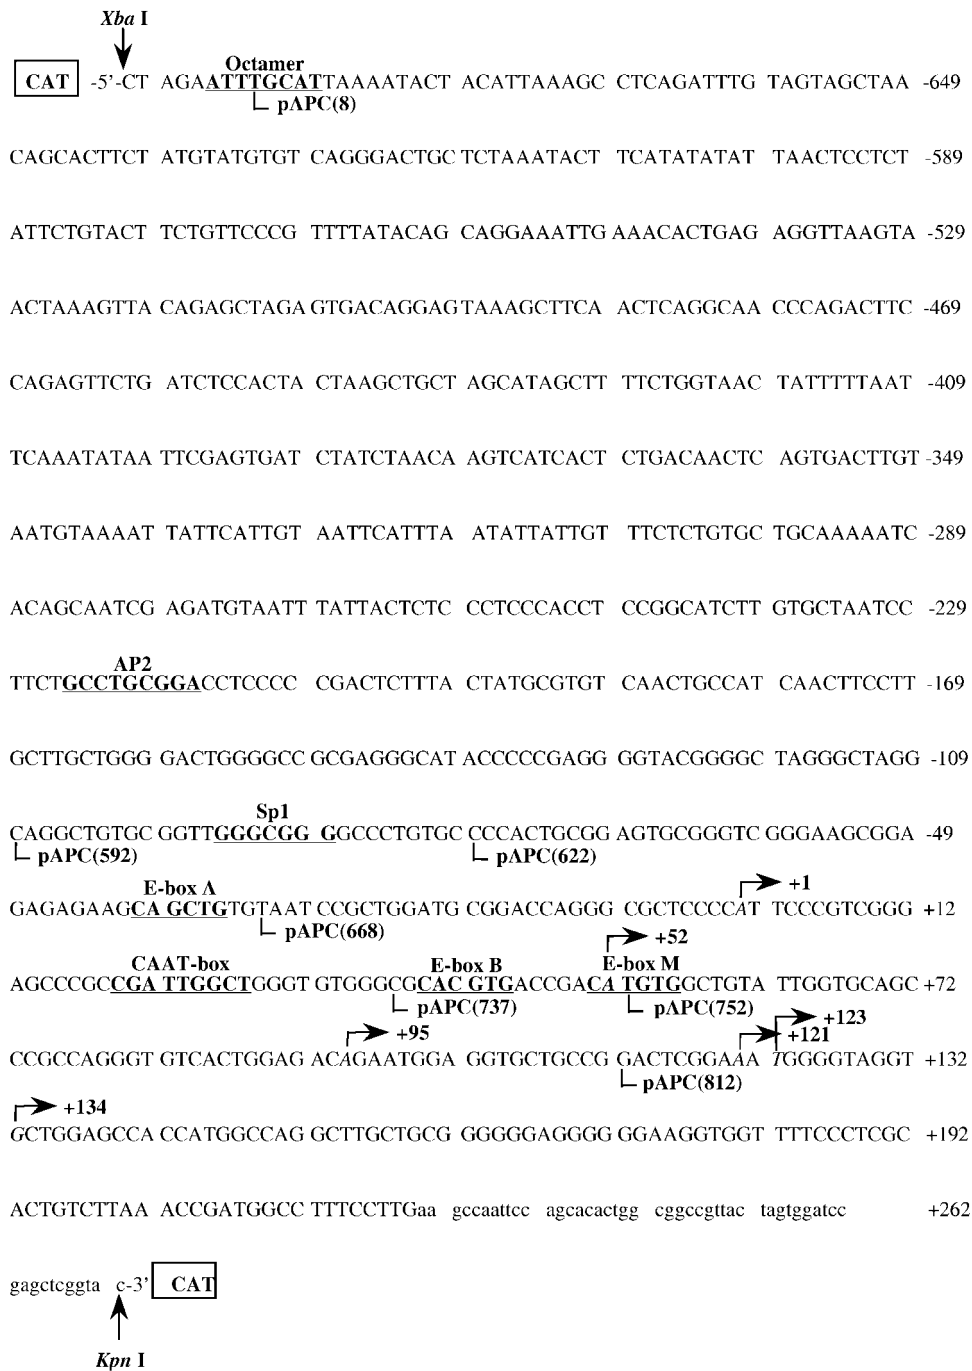 Xba I
Octamer
CAT -5'-CT AGAATTTGCATTAAAATACT ACATTAAAGC CTCAGATTTG TAGTAGCTAA -649
pAPC(8)
CAGCACTTCT ATGTATGTGT CAGGGACTGC TCTAAATACT TCATATATAT TAACTCCTCT -589
ATTCTGTACT TCTGTTCCCG TTTTATACAG CAGGAAATTG AAACACTGAG AGGTTAAGTA -529
ACTAAAGTTA CAGAGCTAGA GTGACAGGAG TAAAGCTTCA ACTCAGGCAA CCCAGACTTC -469
CAGAGTTCTG ATCTCCACTA CTAAGCTGCT AGCATAGCTT TTCTGGTAAC TATTTTTAAT -409
TCAAATATAA TTCGAGTGAT CTATCTAACA AGTCATCACT CTGACAACTC AGTGACTTGT -349
AATGTAAAAT TATTCATTGT AATTCATTTA ATATTATTGT TTCTCTGTGC TGCAAAAATC -289
ACAGCAATCG AGATGTAATT TATTACTCTC CCTCCCACCT CCGGCATCTT GTGCTAATCC -229
AP2
TTCTGCCTGCGGACCTCCCC CGACTCTTTA CTATGCGTGT CAACTGCCAT CAACTTCCTT -169
GCTTGCTGGG GACTGGGGCC GCGAGGGCAT ACCCCCGAGG GGTACGGGGC TAGGGCTAGG -109
Sp1
CAGGCTGTGC GGTTGGGCGG GGCCCTGTGC CCCACTGCGG AGTGCGGGTC GGGAAGCGGA -49
pAPC(592) pAPC(622)
E-box A +1
GAGAGAAGCA GCTGTGTAAT CCGCTGGATG CGGACCAGGG CGCTCCCCAT TCCCGTCGGG +12
pAPC(668)
+52
CAAT-box E-box B E-box M
AGCCCGCCGA TTGGCTGGGT GTGGGCGCAC GTGACCGACA TGTGGCTGTA TTGGTGCAGC +72
pAPC(737) pAPC(752)
+123
+95 +121
CCGCCAGGGT GTCACTGGAG ACAGAATGGA GGTGCTGCCG GACTCGGAAA TGGGGTAGGT +132
pAPC(812)
+134
GCTGGAGCCA CCATGGCCAG GCTTGCTGCG GGGGGAGGGG GGAAGGTGGT TTTCCCTCGC +192
ACTGTCTTAA ACCGATGGCC TTTCCTTGaa gccaattcc agcacactgg cggccgttac tagtggatcc +262
gagctcggta c-3' CAT
Kpn I